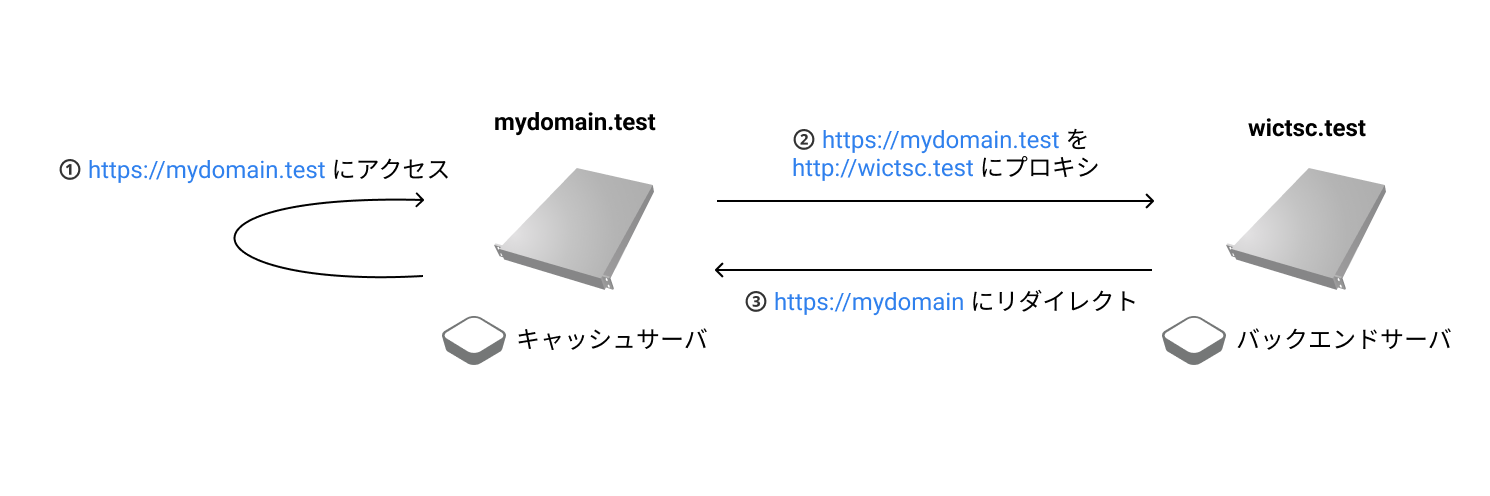 mydomain.test
wictsc.test
① https://mydomain.test にアクセス
② https://mydomain.test を
http://wictsc.test にプロキシ
③ https://mydomain にリダイレクト
キャッシュサーバ
バックエンドサーバ